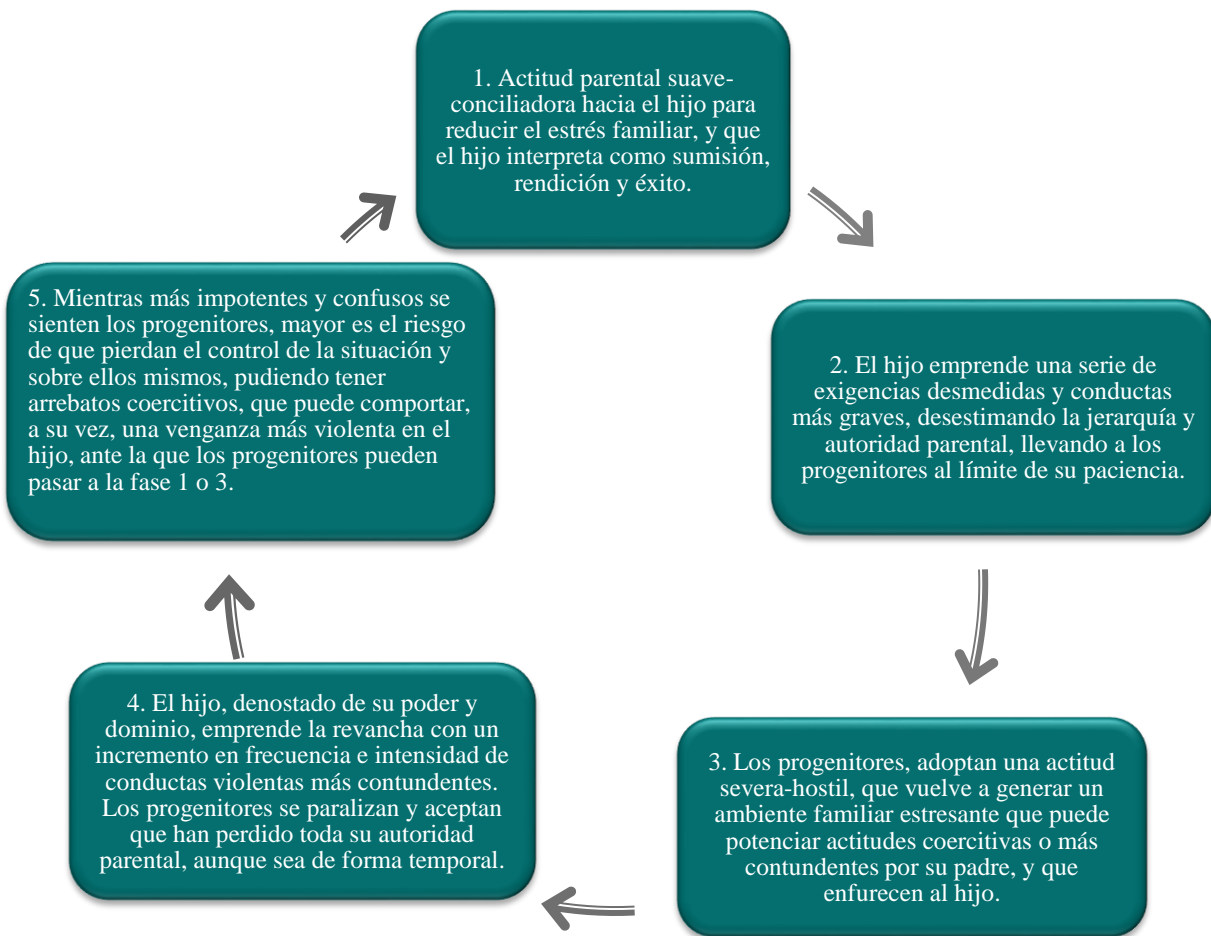 1. Actitud parental suave-
conciliadora hacia el hijo para
reducir el estrés familiar, y que
el hijo interpreta como sumisión,
rendición y éxito.
2. El hijo emprende una serie de
exigencias desmedidas y conductas
más graves, desestimando la jerarquía y
autoridad parental, llevando a los
progenitores al límite de su paciencia.
3. Los progenitores, adoptan una actitud
severa-hostil, que vuelve a generar un
ambiente familiar estresante que puede
potenciar actitudes coercitivas o más
contundentes por su padre, y que
enfurecen al hijo.
4. El hijo, denostado de su poder y
dominio, emprende la revancha con un
incremento en frecuencia e intensidad de
conductas violentas más contundentes.
Los progenitores se paralizan y aceptan
que han perdido toda su autoridad
parental, aunque sea de forma temporal.
5. Mientras más impotentes y confusos se
sienten los progenitores, mayor es el riesgo
de que pierdan el control de la situación y
sobre ellos mismos, pudiendo tener
arrebatos coercitivos, que puede comportar,
a su vez, una venganza más violenta en el
hijo, ante la que los progenitores pueden
pasar a la fase 1 o 3.